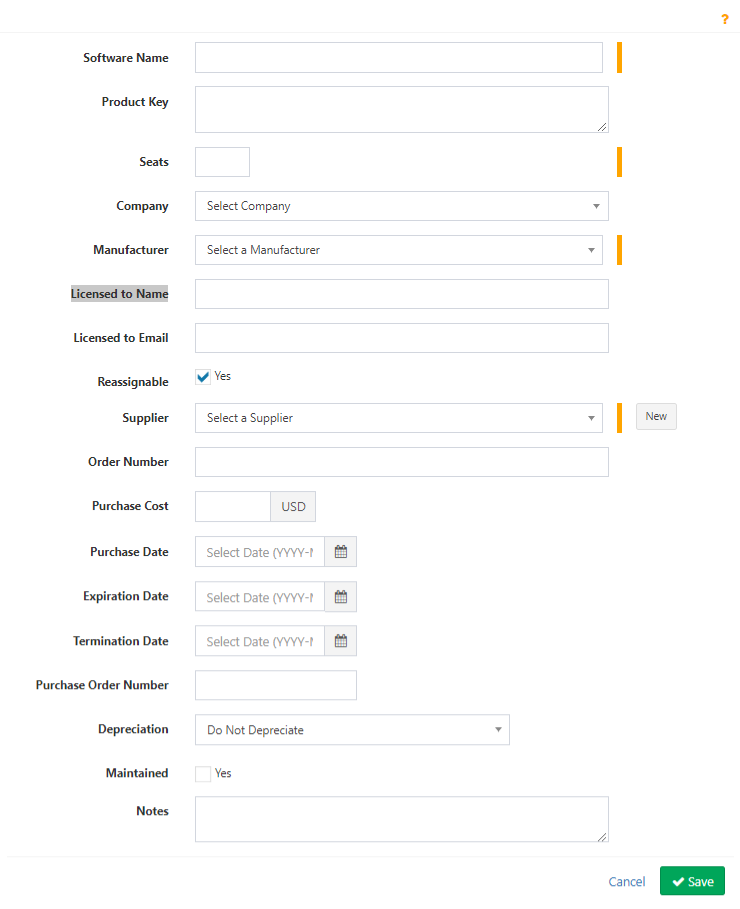 ?
Software Name
Product Key
Seats
Company Select Company
Manufacturer Select a Manufacturer
Licensed to Name
Licensed to Email
Reassignable Yes
Supplier Select a Supplier New
Order Number
Purchase Cost USD
Purchase Date Select Date (YYYY-M
Expiration Date Select Date (YYYY-M
Termination Date Select Date (YYYY-M
Purchase Order Number
Depreciation Do Not Depreciate
Maintained Yes
Notes
Cancel Save